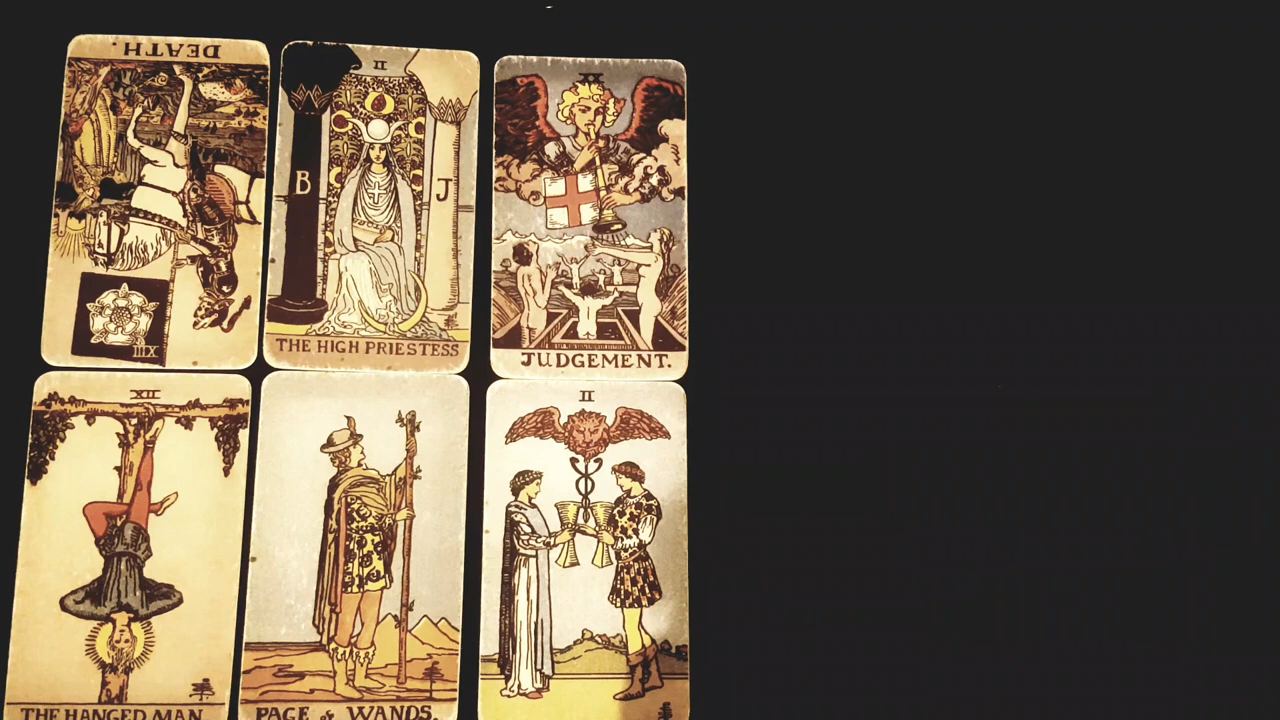 DEATH.
XIII
II
B
J
THE HIGH PRIESTESS
XX
JUDGEMENT.
XII
THE HANGED MAN.
PAGE of WANDS.
II